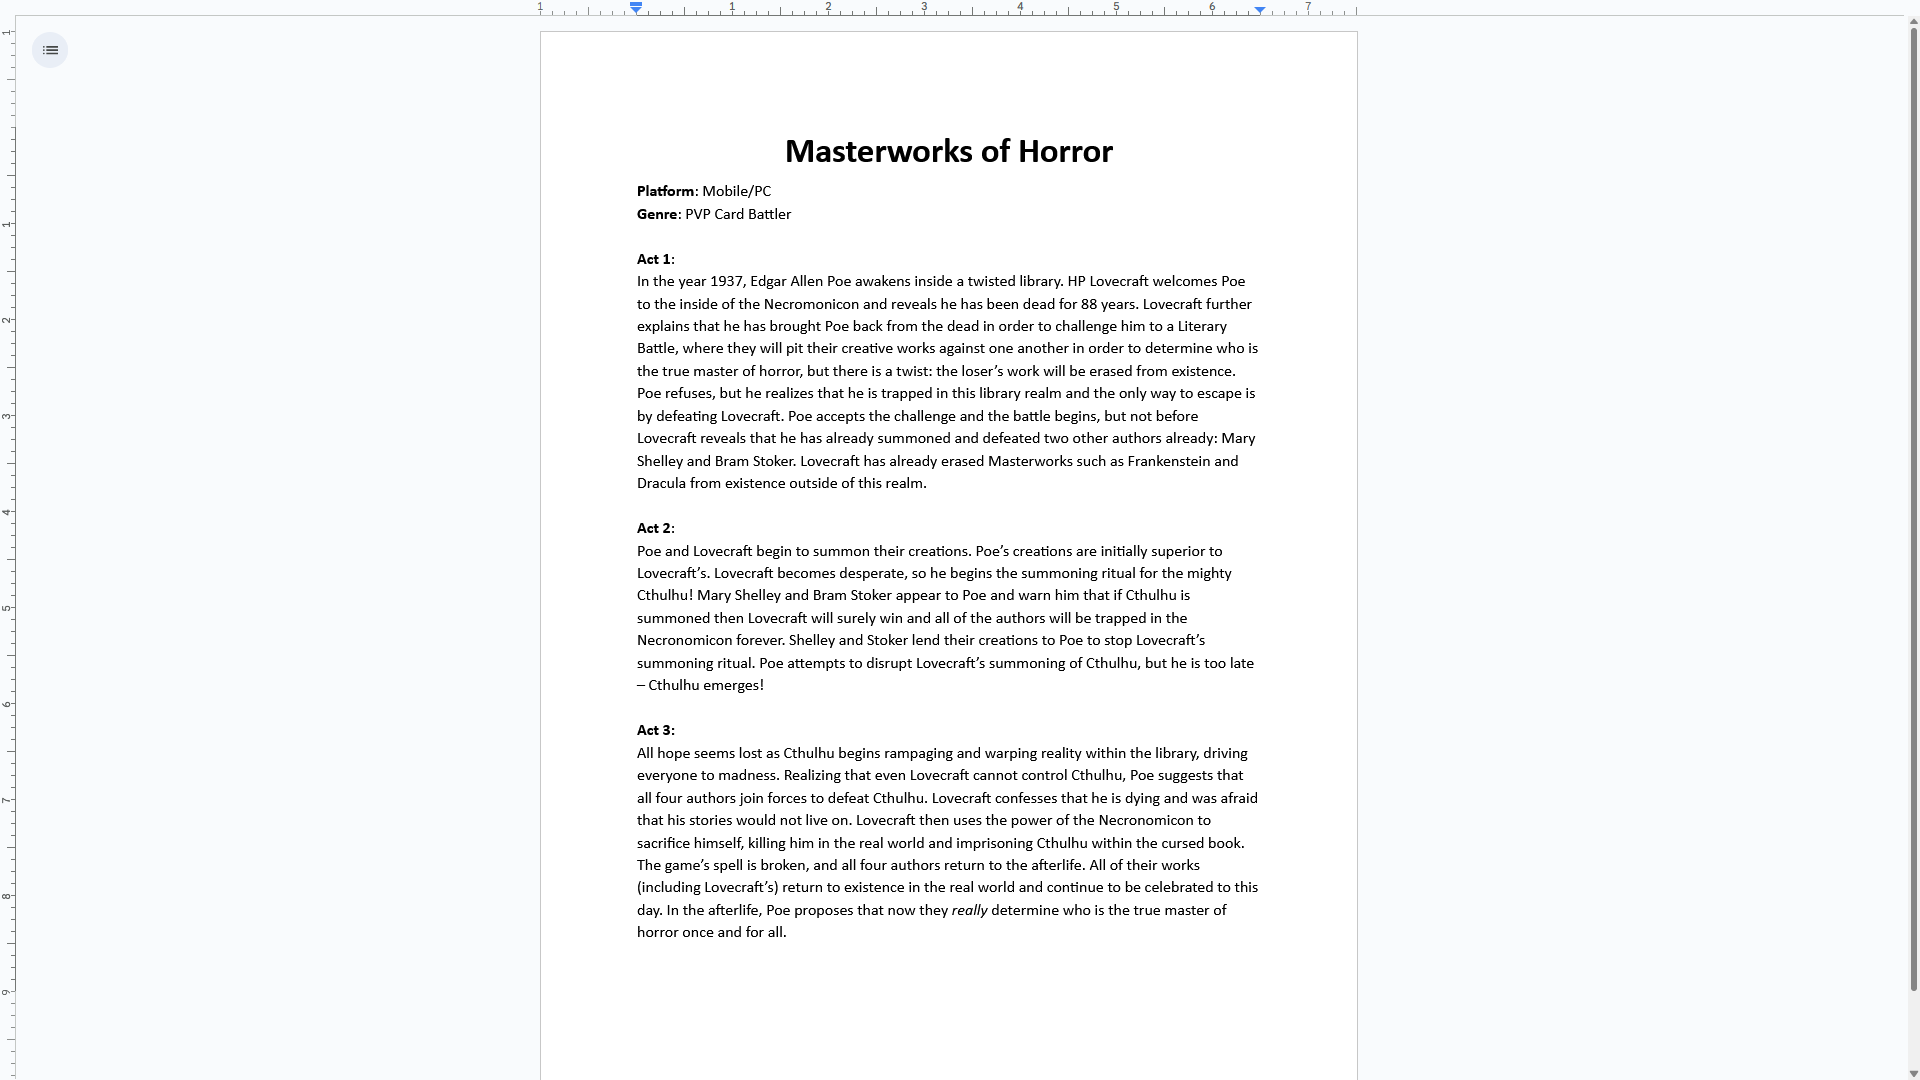 1 1 2 3 4 5 6 7
1
1
2
3
4
5
6
7
8
9
Masterworks of Horror
Platform: Mobile/PC
Genre: PVP Card Battler
Act 1:
In the year 1937, Edgar Allen Poe awakens inside a twisted library. HP Lovecraft welcomes Poe
to the inside of the Necromonicon and reveals he has been dead for 88 years. Lovecraft further
explains that he has brought Poe back from the dead in order to challenge him to a Literary
Battle, where they will pit their creative works against one another in order to determine who is
the true master of horror, but there is a twist: the loser’s work will be erased from existence.
Poe refuses, but he realizes that he is trapped in this library realm and the only way to escape is
by defeating Lovecraft. Poe accepts the challenge and the battle begins, but not before
Lovecraft reveals that he has already summoned and defeated two other authors already: Mary
Shelley and Bram Stoker. Lovecraft has already erased Masterworks such as Frankenstein and
Dracula from existence outside of this realm.
Act 2:
Poe and Lovecraft begin to summon their creations. Poe’s creations are initially superior to
Lovecraft’s. Lovecraft becomes desperate, so he begins the summoning ritual for the mighty
Cthulhu! Mary Shelley and Bram Stoker appear to Poe and warn him that if Cthulhu is
summoned then Lovecraft will surely win and all of the authors will be trapped in the
Necronomicon forever. Shelley and Stoker lend their creations to Poe to stop Lovecraft’s
summoning ritual. Poe attempts to disrupt Lovecraft’s summoning of Cthulhu, but he is too late
– Cthulhu emerges!
Act 3:
All hope seems lost as Cthulhu begins rampaging and warping reality within the library, driving
everyone to madness. Realizing that even Lovecraft cannot control Cthulhu, Poe suggests that
all four authors join forces to defeat Cthulhu. Lovecraft confesses that he is dying and was afraid
that his stories would not live on. Lovecraft then uses the power of the Necronomicon to
sacrifice himself, killing him in the real world and imprisoning Cthulhu within the cursed book.
The game’s spell is broken, and all four authors return to the afterlife. All of their works
(including Lovecraft’s) return to existence in the real world and continue to be celebrated to this
day. In the afterlife, Poe proposes that now they really determine who is the true master of
horror once and for all.